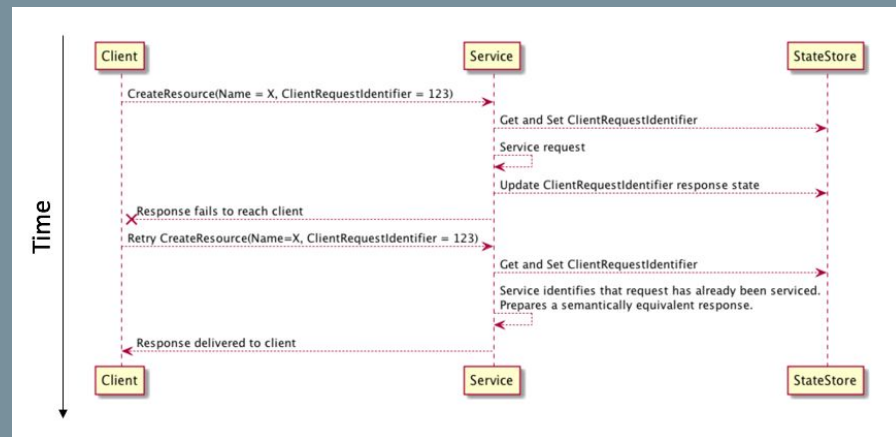 Client
Service
StateStore
CreateResource(Name = X, ClientRequestIdentifier = 123)
Get and Set ClientRequestIdentifier
Service request
Update ClientRequestIdentifier response state
Response fails to reach client
Retry CreateResource(Name=X, ClientRequestIdentifier = 123)
Get and Set ClientRequestIdentifier
Service identifies that request has already been serviced.
Prepares a semantically equivalent response.
Response delivered to client
Client
Service
StateStore
Time